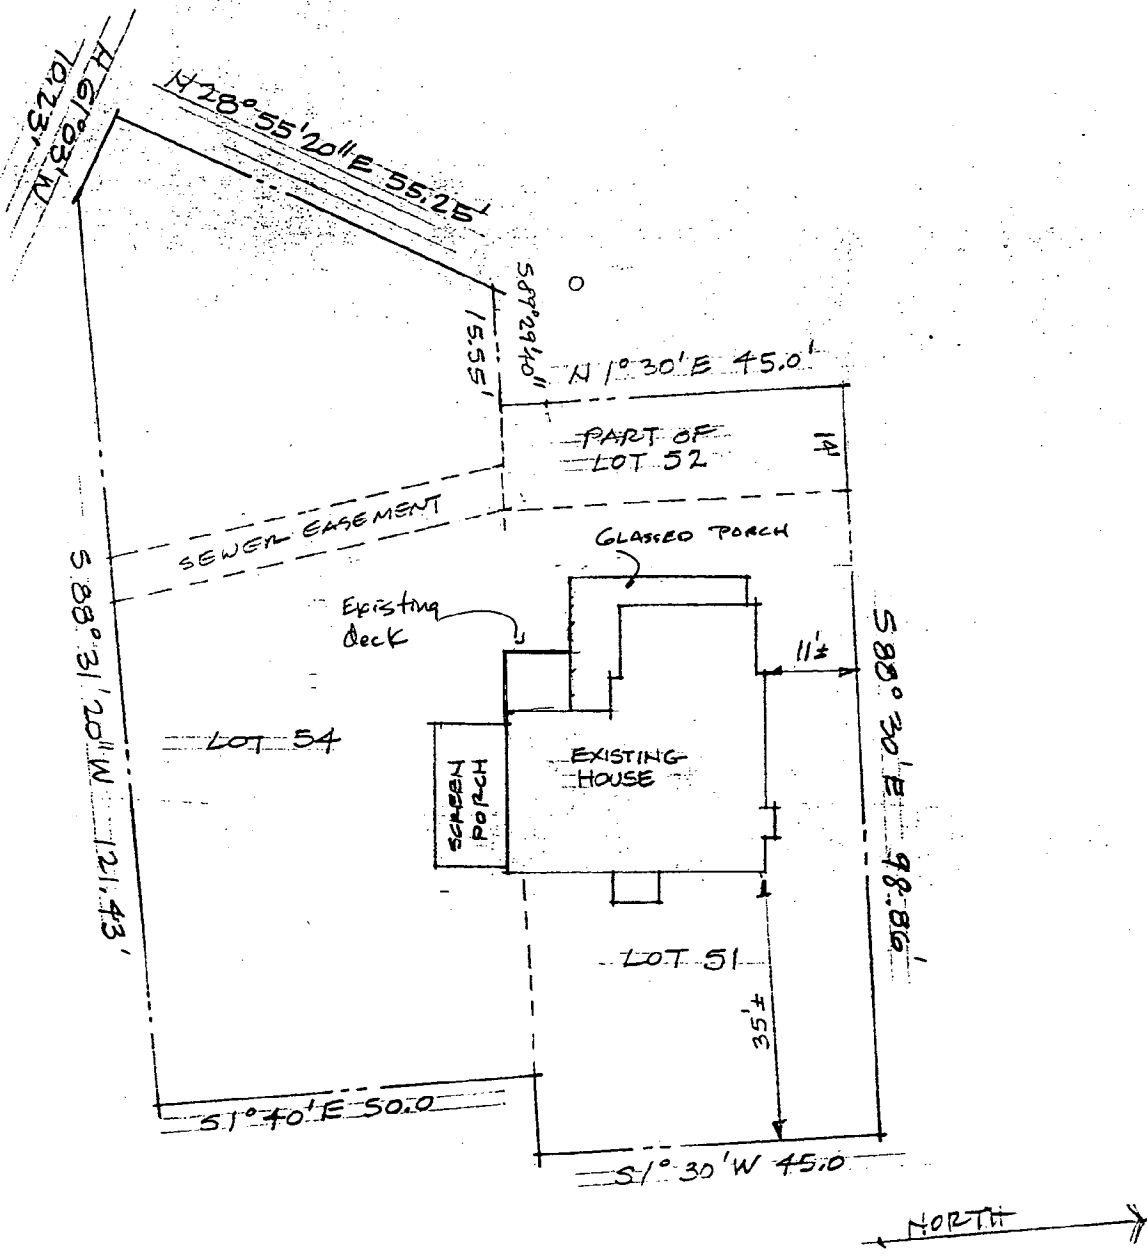 N 61°03' W
10.23'
N 28° 55' 20" E 55.25'
S 89° 29' 40"
15.55'
N 1° 30' E 45.0'
PART OF
LOT 52
14'
SEWER EASEMENT
GLASSED PORCH
Existing
deck
11'±
S 88° 31' 20" W 121.43'
S 88° 30' E 98.86'
LOT 54
EXISTING
HOUSE
SCREEN
PORCH
LOT 51
35'±
S 1° 40' E 50.0
S 1° 30' W 45.0
NORTH